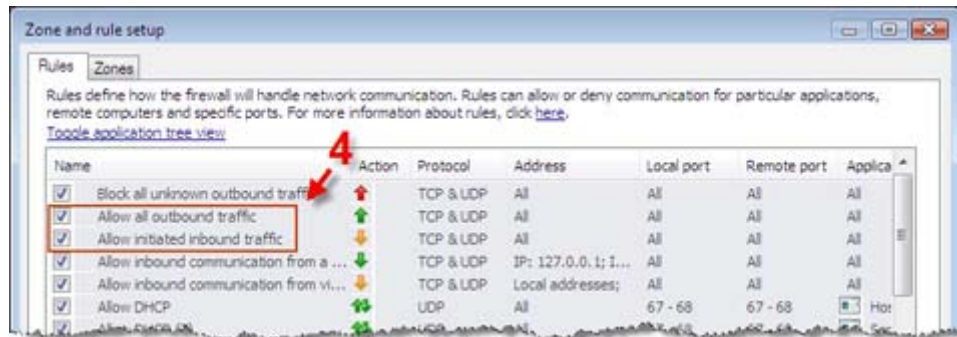 Zone and rule setup
Rules Zones
Rules define how the firewall will handle network communication. Rules can allow or deny communication for particular applications,
remote computers and specific ports. For more information about rules, click here.
Toggle application tree view
4
Name Action Protocol Address Local port Remote port Applica
Block all unknown outbound traffi TCP & UDP All All All All
Allow all outbound traffic TCP & UDP All All All All
Allow initiated inbound traffic TCP & UDP All All All All
Allow inbound communication from a ... TCP & UDP IP: 127.0.0.1; I... All All All
Allow inbound communication from vi... TCP & UDP Local addresses; All All All
Allow DHCP UDP All 67 - 68 67 - 68 Hos